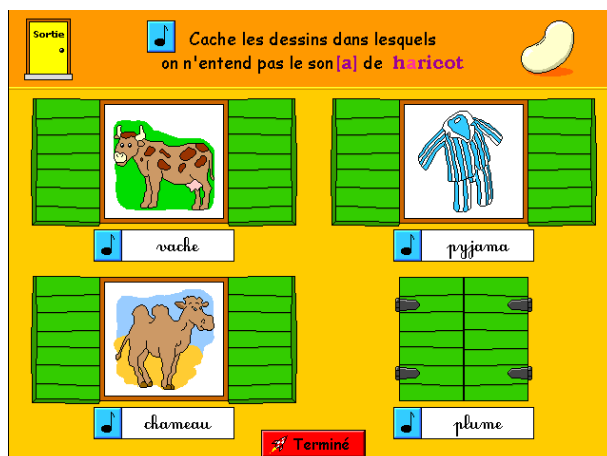 Sortie
Cache les dessins dans lesquels
on n'entend pas le son [a] de haricot
vache
pyjama
chameau
plume
Terminé